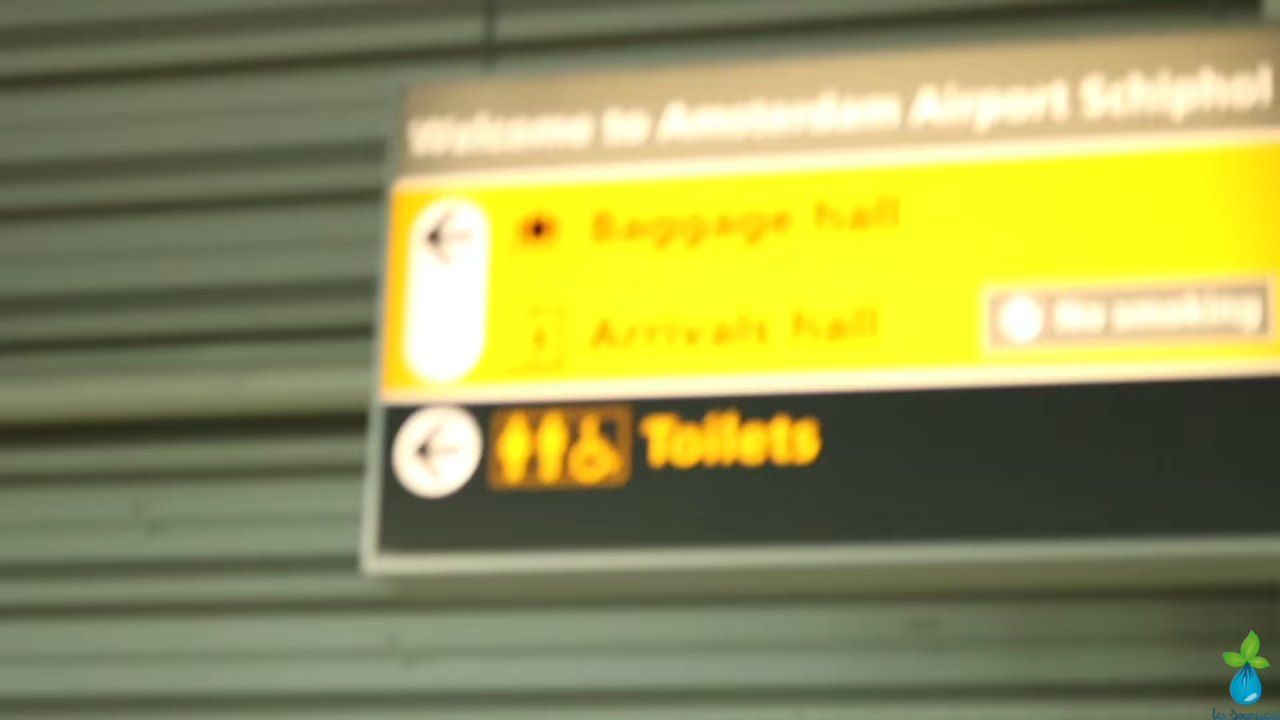 Welcome to Amsterdam Airport Schiphol
Baggage hall
Arrivals hall
No smoking
Toilets